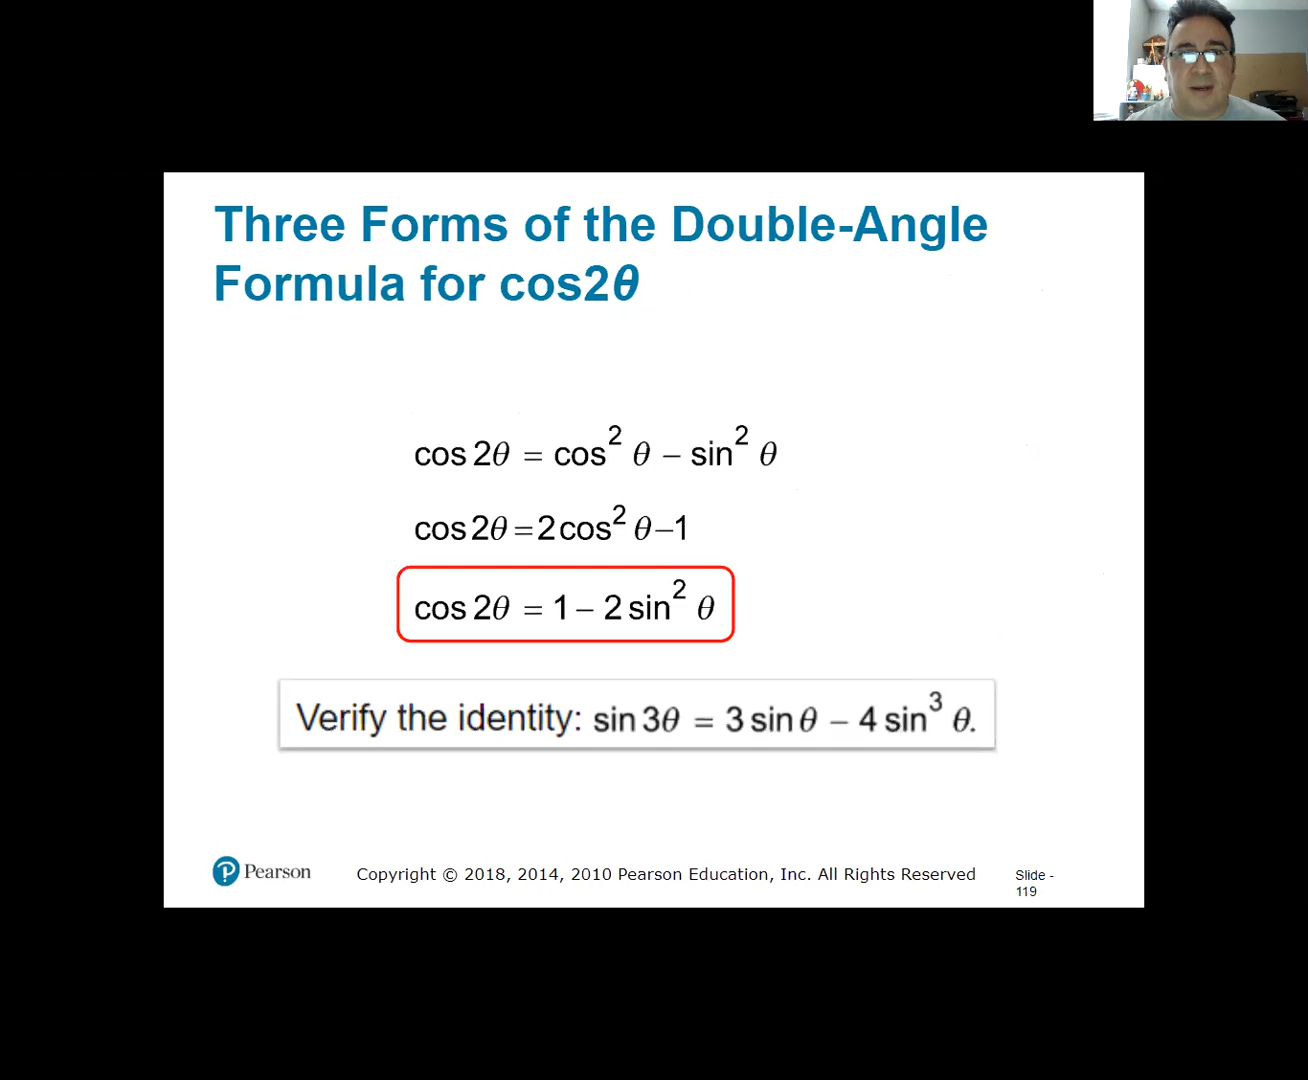 Three Forms of the Double-Angle
Formula for cos2θ
cos 2θ = cos² θ − sin² θ
cos 2θ = 2 cos² θ − 1
cos 2θ = 1 − 2 sin² θ
Verify the identity: sin 3θ = 3 sin θ − 4 sin³ θ.
Pearson
Copyright © 2018, 2014, 2010 Pearson Education, Inc. All Rights Reserved
Slide -
119